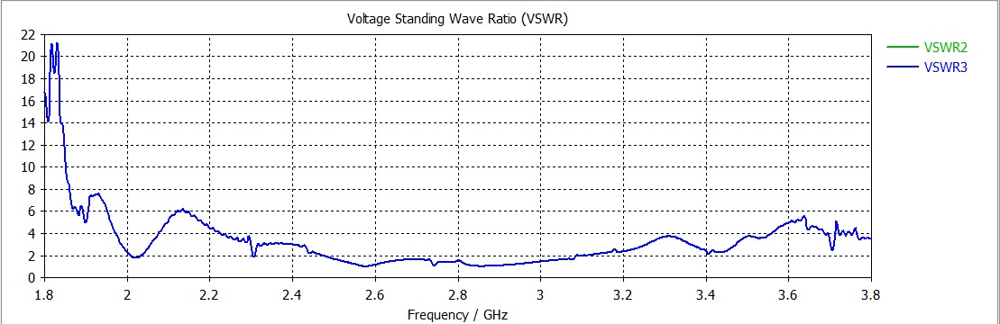 Voltage Standing Wave Ratio (VSWR)
22
20
18
16
14
12
10
8
6
4
2
0
1.8 2 2.2 2.4 2.6 2.8 3 3.2 3.4 3.6 3.8
Frequency / GHz
VSWR2
VSWR3